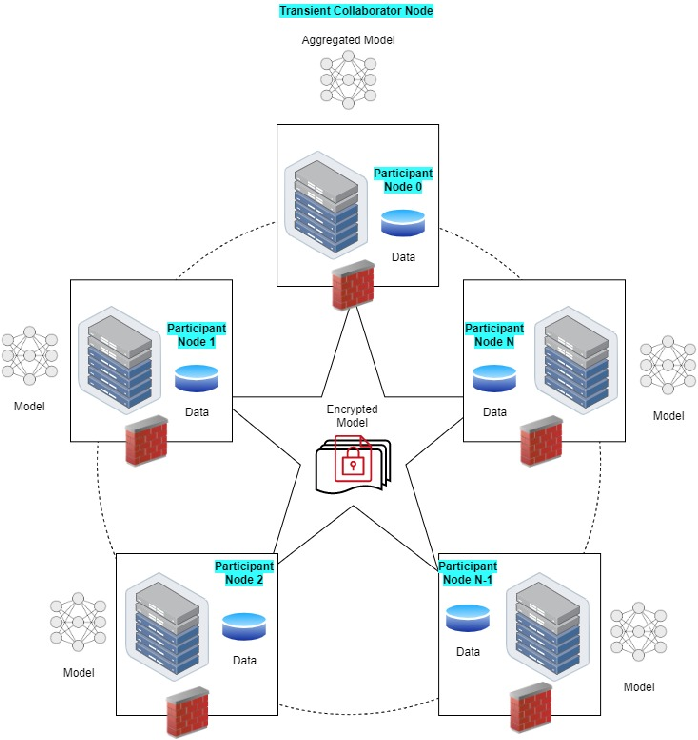 Transient Collaborator Node
Aggregated Model
Participant
Node 0
Data
Participant
Node 1
Data
Model
Participant
Node N
Data
Model
Encrypted
Model
Participant
Node 2
Data
Model
Participant
Node N-1
Data
Model